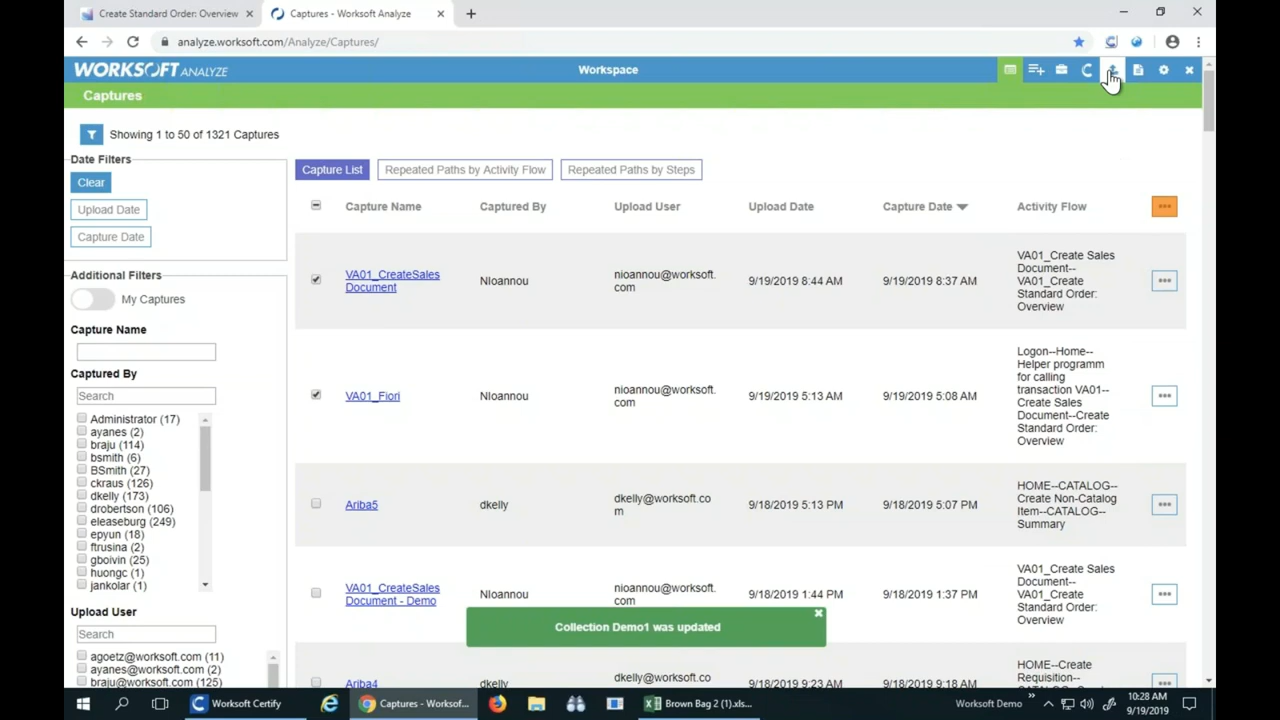 Create Standard Order: Overview
Captures - Worksoft Analyze
analyze.worksoft.com/Analyze/Captures/
WORKSOFT ANALYZE
Workspace
Captures
Showing 1 to 50 of 1321 Captures
Date Filters
Clear
Upload Date
Capture Date
Additional Filters
My Captures
Capture Name
Captured By
Search
Administrator (17)
ayanes (2)
braju (114)
bsmith (6)
BSmith (27)
ckraus (126)
dkelly (173)
drobertson (106)
eleaseburg (249)
epyun (18)
ftrusina (2)
gboivin (25)
huongc (1)
jankolar (1)
Upload User
Search
agoetz@worksoft.com (11)
ayanes@worksoft.com (2)
braju@worksoft.com (125)
Capture List
Repeated Paths by Activity Flow
Repeated Paths by Steps
Capture Name
Captured By
Upload User
Upload Date
Capture Date
Activity Flow
VA01_CreateSales
Document
NIoannou
nioannou@worksoft.
com
9/19/2019 8:44 AM
9/19/2019 8:37 AM
VA01_Create Sales
Document--
VA01_Create
Standard Order:
Overview
VA01_Fiori
NIoannou
nioannou@worksoft.
com
9/19/2019 5:13 AM
9/19/2019 5:08 AM
Logon--Home--
Helper programm
for calling
transaction VA01--
Create Sales
Document--Create
Standard Order:
Overview
Ariba5
dkelly
dkelly@worksoft.co
m
9/18/2019 5:13 PM
9/18/2019 5:07 PM
HOME--CATALOG--
Create Non-Catalog
Item--CATALOG--
Summary
VA01_CreateSales
Document - Demo
NIoannou
nioannou@worksoft.
com
9/18/2019 1:44 PM
9/18/2019 1:37 PM
VA01_Create Sales
Document--
VA01_Create
Standard Order:
Overview
Collection Demo1 was updated
Ariba4
dkelly
dkelly@worksoft.co
9/18/2019 9:23 AM
9/18/2019 9:18 AM
HOME--Create
Requisition--
Worksoft Certify
Captures - Worksof...
Brown Bag 2 (1).xls...
Worksoft Demo
10:28 AM
9/19/2019